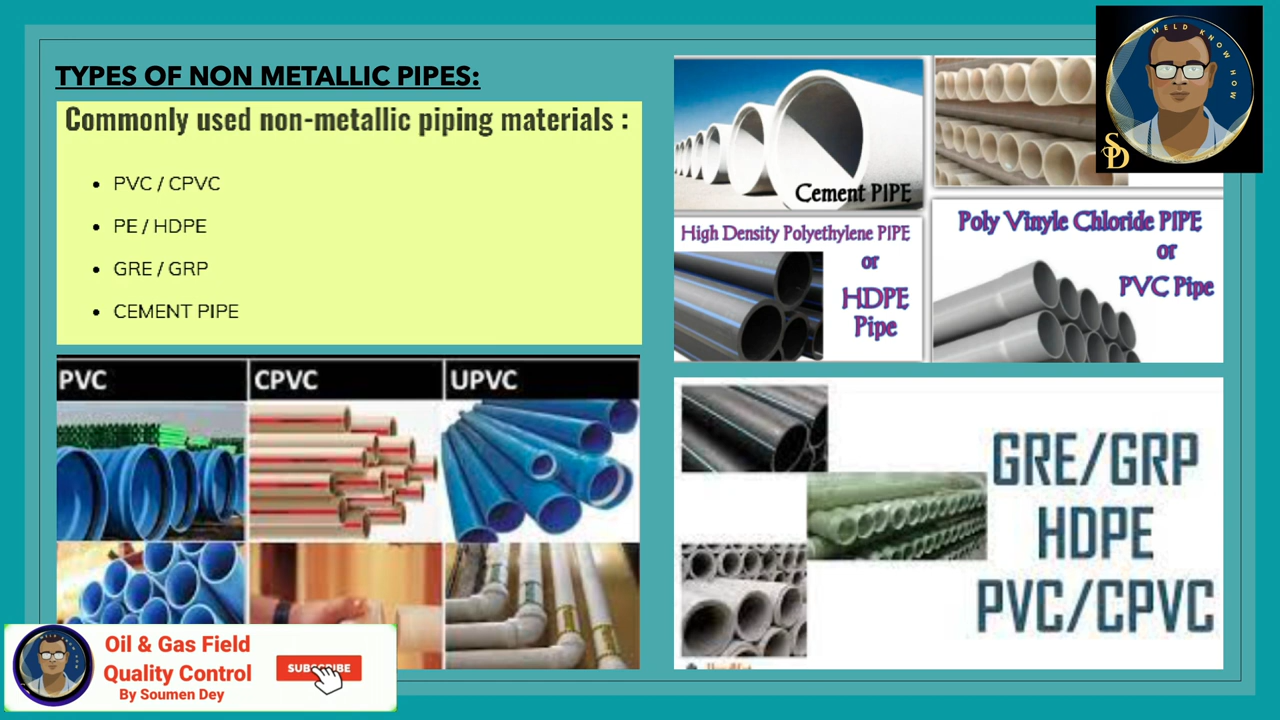 TYPES OF NON METALLIC PIPES:
Commonly used non-metallic piping materials :
• PVC / CPVC
• PE / HDPE
• GRE / GRP
• CEMENT PIPE
PVC
CPVC
UPVC
Cement PIPE
High Density Polyethylene PIPE
or
HDPE
Pipe
Poly Vinyle Chloride PIPE
or
PVC Pipe
GRE/GRP
HDPE
PVC/CPVC
WELD KNOW HOW
SD
Oil & Gas Field
Quality Control
By Soumen Dey
SUBSCRIBE